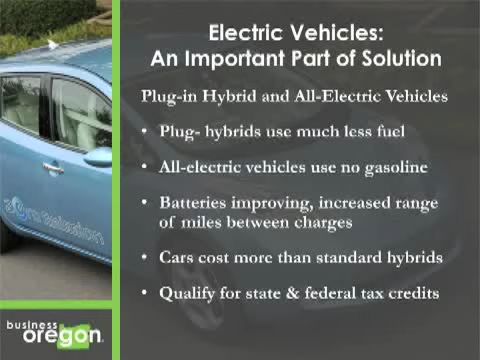 Electric Vehicles:
An Important Part of Solution
Plug-in Hybrid and All-Electric Vehicles
• Plug- hybrids use much less fuel
• All-electric vehicles use no gasoline
• Batteries improving, increased range
of miles between charges
• Cars cost more than standard hybrids
• Qualify for state & federal tax credits
business
oregon